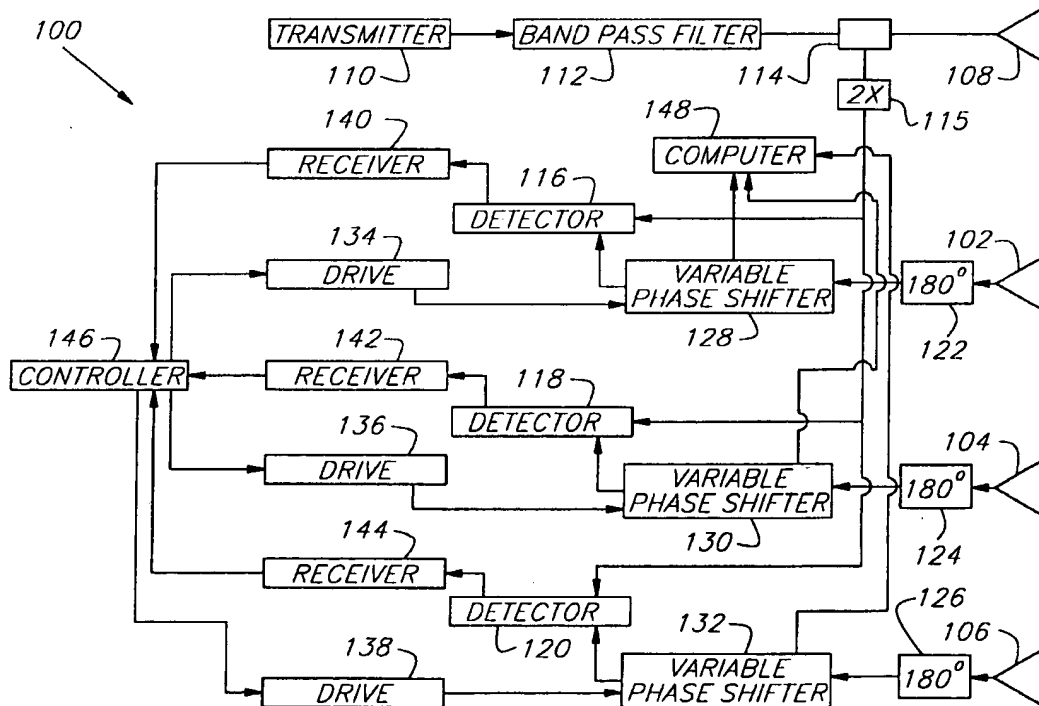 100
TRANSMITTER
110
BAND PASS FILTER
112
114
108
2X
115
140
RECEIVER
148
COMPUTER
116
DETECTOR
134
DRIVE
VARIABLE
PHASE SHIFTER
128
180°
122
102
146
CONTROLLER
142
RECEIVER
118
DETECTOR
136
DRIVE
VARIABLE
PHASE SHIFTER
130
180°
124
104
144
RECEIVER
DETECTOR
120
132
VARIABLE
PHASE SHIFTER
126
180°
106
138
DRIVE